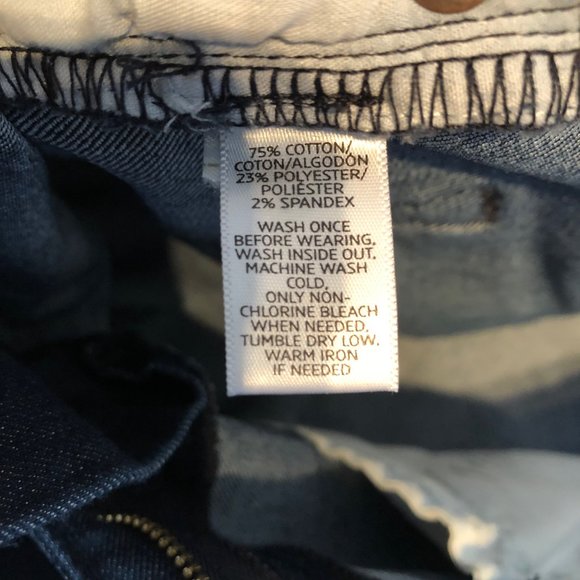 75% COTTON/
COTON/ALGODÓN
23% POLYESTER/
POLIÉSTER
2% SPANDEX
WASH ONCE
BEFORE WEARING.
WASH INSIDE OUT.
MACHINE WASH
COLD.
ONLY NON-
CHLORINE BLEACH
WHEN NEEDED.
TUMBLE DRY LOW.
WARM IRON
IF NEEDED